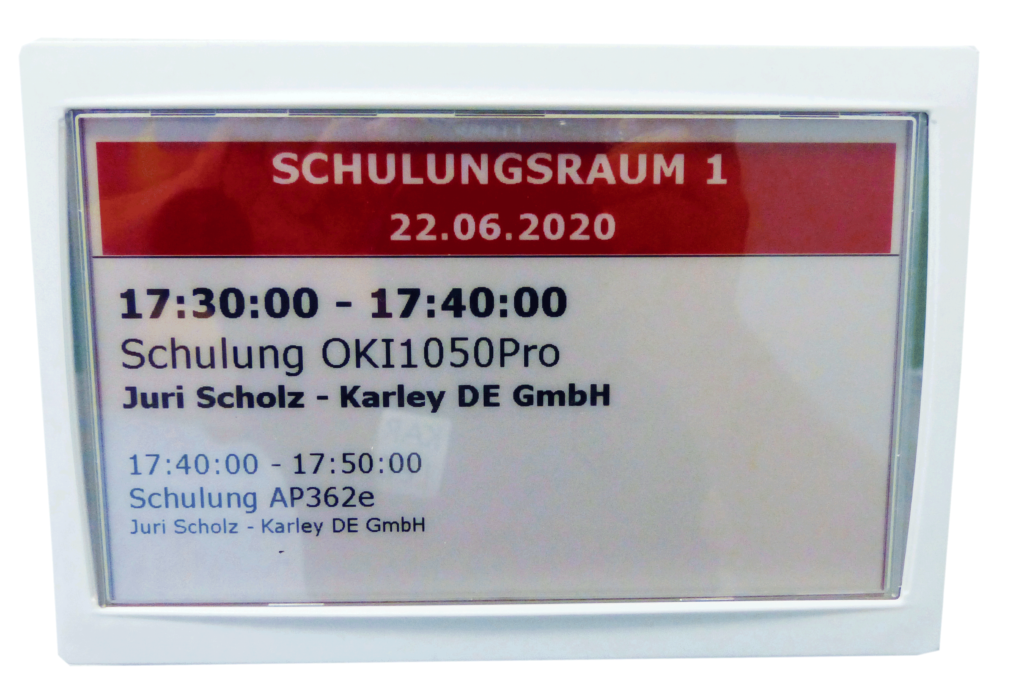 SCHULUNGSRAUM 1
22.06.2020
17:30:00 - 17:40:00
Schulung OKI1050Pro
Juri Scholz - Karley DE GmbH
17:40:00 - 17:50:00
Schulung AP362e
Juri Scholz - Karley DE GmbH